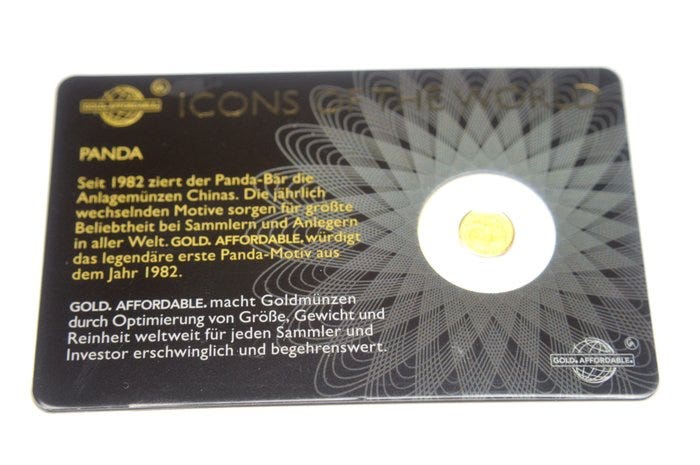 GOLD. AFFORDABLE.
ICONS OF THE WORLD
PANDA
Seit 1982 ziert der Panda-Bär die
Anlagemünzen Chinas. Die jährlich
wechselnden Motive sorgen für größte
Beliebtheit bei Sammlern und Anlegern
in aller Welt. GOLD. AFFORDABLE. würdigt
das legendäre erste Panda-Motiv aus
dem Jahr 1982.
GOLD. AFFORDABLE. macht Goldmünzen
durch Optimierung von Größe, Gewicht und
Reinheit weltweit für jeden Sammler und
Investor erschwinglich und begehrenswert.
GOLD. AFFORDABLE.